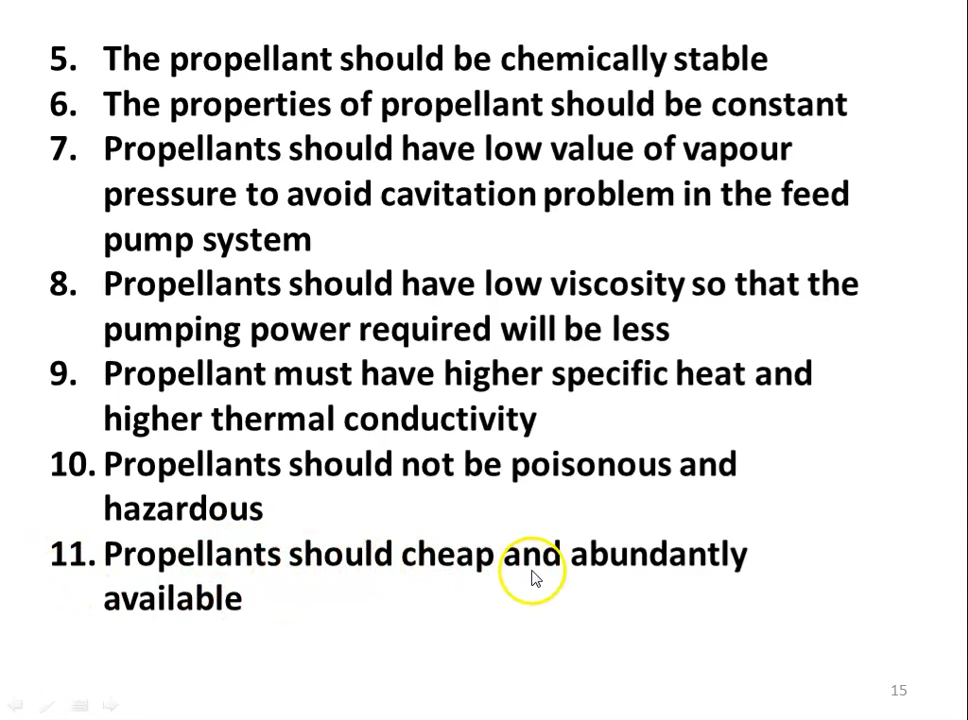 5. The propellant should be chemically stable
6. The properties of propellant should be constant
7. Propellants should have low value of vapour
pressure to avoid cavitation problem in the feed
pump system
8. Propellants should have low viscosity so that the
pumping power required will be less
9. Propellant must have higher specific heat and
higher thermal conductivity
10. Propellants should not be poisonous and
hazardous
11. Propellants should cheap and abundantly
available
15